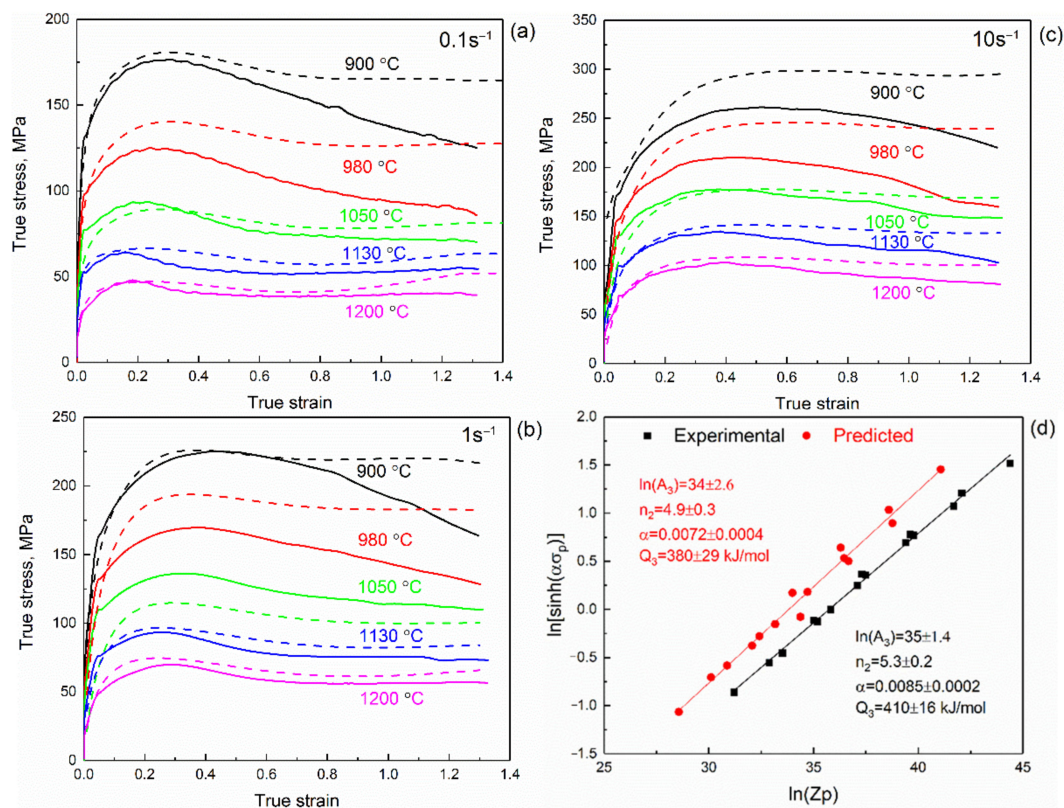 0.1s⁻¹
(a)
200
150
100
50
0
True stress, MPa
900 °C
980 °C
1050 °C
1130 °C
1200 °C
0.0 0.2 0.4 0.6 0.8 1.0 1.2 1.4
True strain
10s⁻¹
(c)
350
300
250
200
150
100
50
0
True stress, MPa
900 °C
980 °C
1050 °C
1130 °C
1200 °C
0.0 0.2 0.4 0.6 0.8 1.0 1.2 1.4
True strain
1s⁻¹
(b)
250
200
150
100
50
0
True stress, MPa
900 °C
980 °C
1050 °C
1130 °C
1200 °C
0.0 0.2 0.4 0.6 0.8 1.0 1.2 1.4
True strain
(d)
2.0
1.5
1.0
0.5
0.0
−0.5
−1.0
−1.5
ln[sinh(ασₚ)]
Experimental Predicted
ln(A₃)=34±2.6
n₂=4.9±0.3
α=0.0072±0.0004
Q₃=380±29 kJ/mol
ln(A₃)=35±1.4
n₂=5.3±0.2
α=0.0085±0.0002
Q₃=410±16 kJ/mol
25 30 35 40 45
ln(Zp)